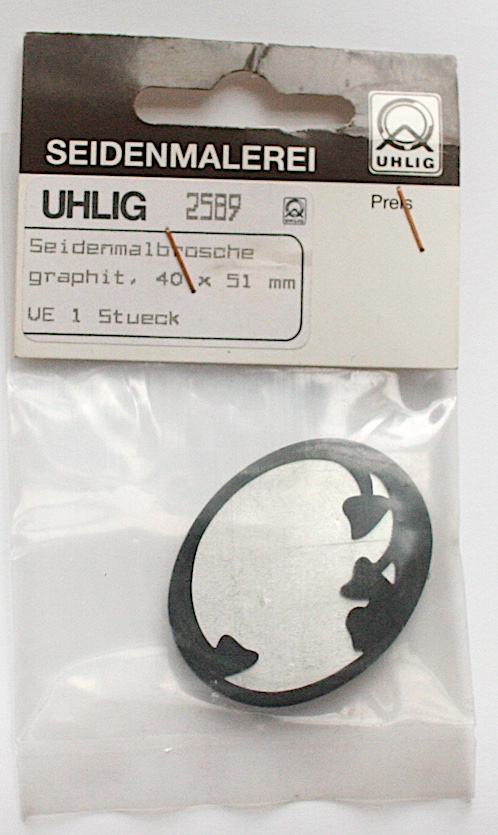 SEIDENMALEREI
UHLIG
UHLIG 2589
Preis
Seidenmalbrosche
graphit, 40 x 51 mm
VE 1 Stueck